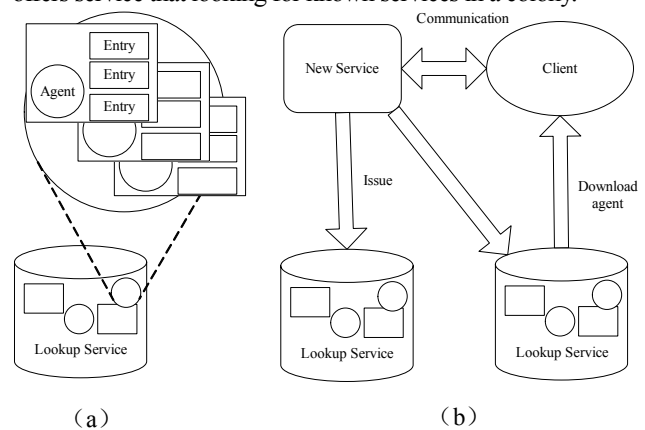 offers service that looking for known services in a colony.
Entry
Entry
Entry
Agent
Lookup Service
(a)
Communication
New Service
Client
Issue
Download
agent
Lookup Service
Lookup Service
(b)